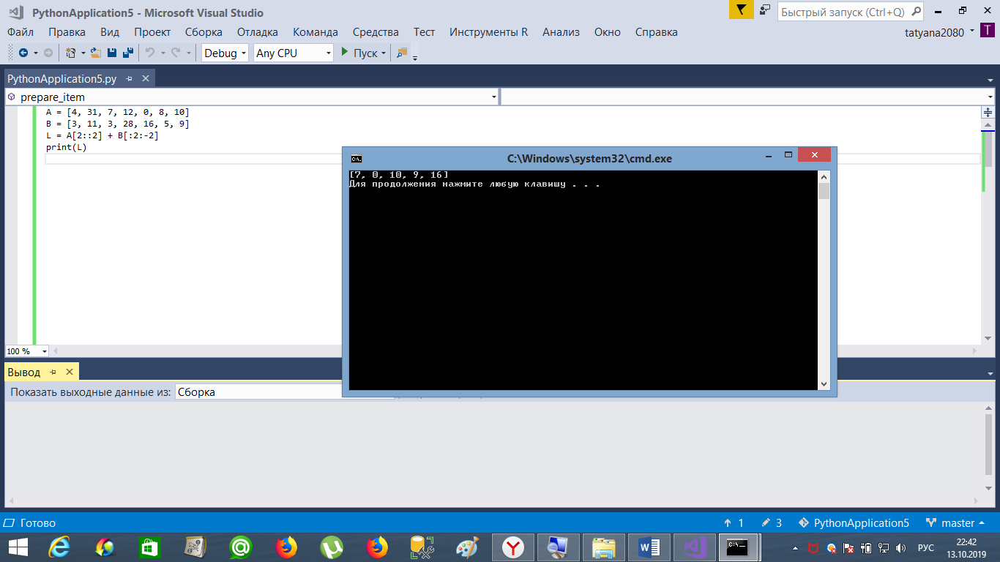 PythonApplication5 - Microsoft Visual Studio
Быстрый запуск (Ctrl+Q)
Файл Правка Вид Проект Сборка Отладка Команда Средства Тест Инструменты R Анализ Окно Справка
tatyana2080 T
Debug Any CPU Пуск
PythonApplication5.py
prepare_item
A = [4, 31, 7, 12, 0, 8, 10]
B = [3, 11, 3, 28, 16, 5, 9]
L = A[2::2] + B[:2:-2]
print(L)
C:\Windows\system32\cmd.exe
[7, 0, 10, 9, 16]
Для продолжения нажмите любую клавишу . . .
100 %
Вывод
Показать выходные данные из: Сборка
Готово
1 3 PythonApplication5 master
РУС
22:42
13.10.2019